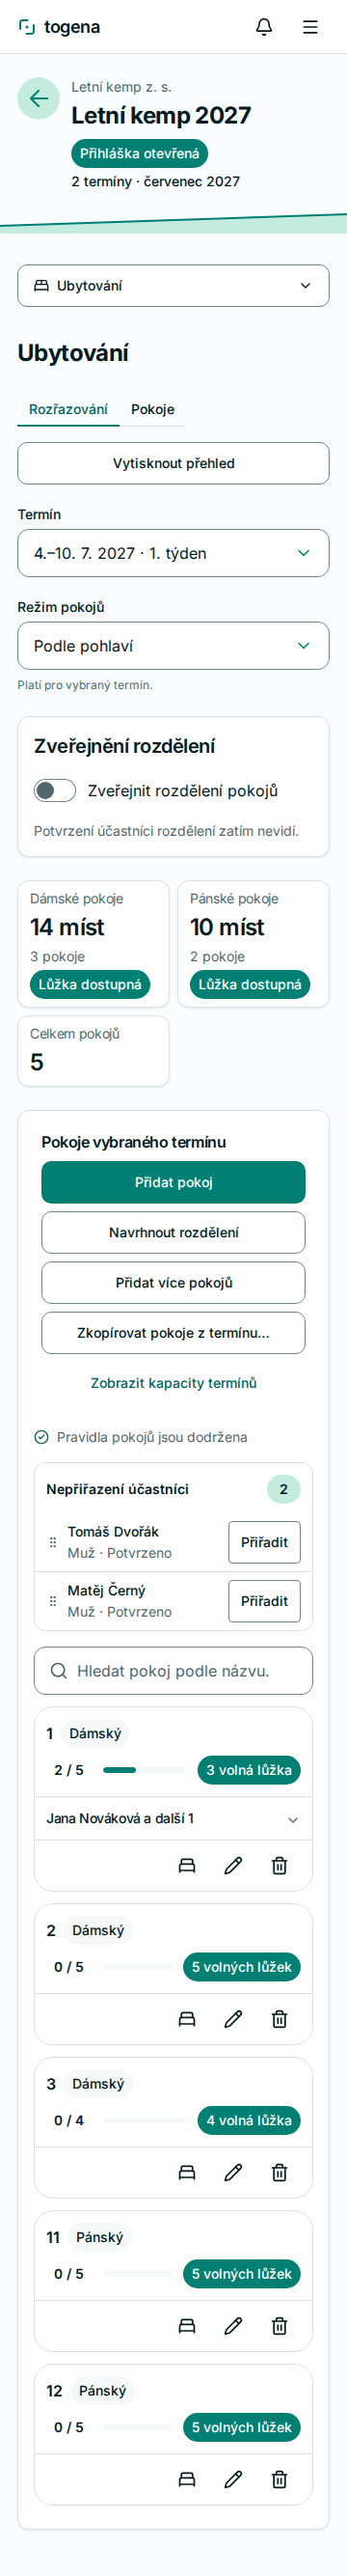 togena
Letní kemp z. s.
Letní kemp 2027
Přihláška otevřená
2 termíny · červenec 2027
Ubytování
Ubytování
Rozřazování
Pokoje
Vytisknout přehled
Termín
4.–10. 7. 2027 · 1. týden
Režim pokojů
Podle pohlaví
Platí pro vybraný termín.
Zveřejnění rozdělení
Zveřejnit rozdělení pokojů
Potvrzení účastníci rozdělení zatím nevidí.
Dámské pokoje
14 míst
3 pokoje
Lůžka dostupná
Pánské pokoje
10 míst
2 pokoje
Lůžka dostupná
Celkem pokojů
5
Pokoje vybraného termínu
Přidat pokoj
Navrhnout rozdělení
Přidat více pokojů
Zkopírovat pokoje z termínu...
Zobrazit kapacity termínů
Pravidla pokojů jsou dodržena
Nepřiřazení účastníci 2
Tomáš Dvořák
Muž · Potvrzeno
Přiřadit
Matěj Černý
Muž · Potvrzeno
Přiřadit
Hledat pokoj podle názvu.
1 Dámský
2 / 5 3 volná lůžka
Jana Nováková a další 1
2 Dámský
0 / 5 5 volných lůžek
3 Dámský
0 / 4 4 volná lůžka
11 Pánský
0 / 5 5 volných lůžek
12 Pánský
0 / 5 5 volných lůžek